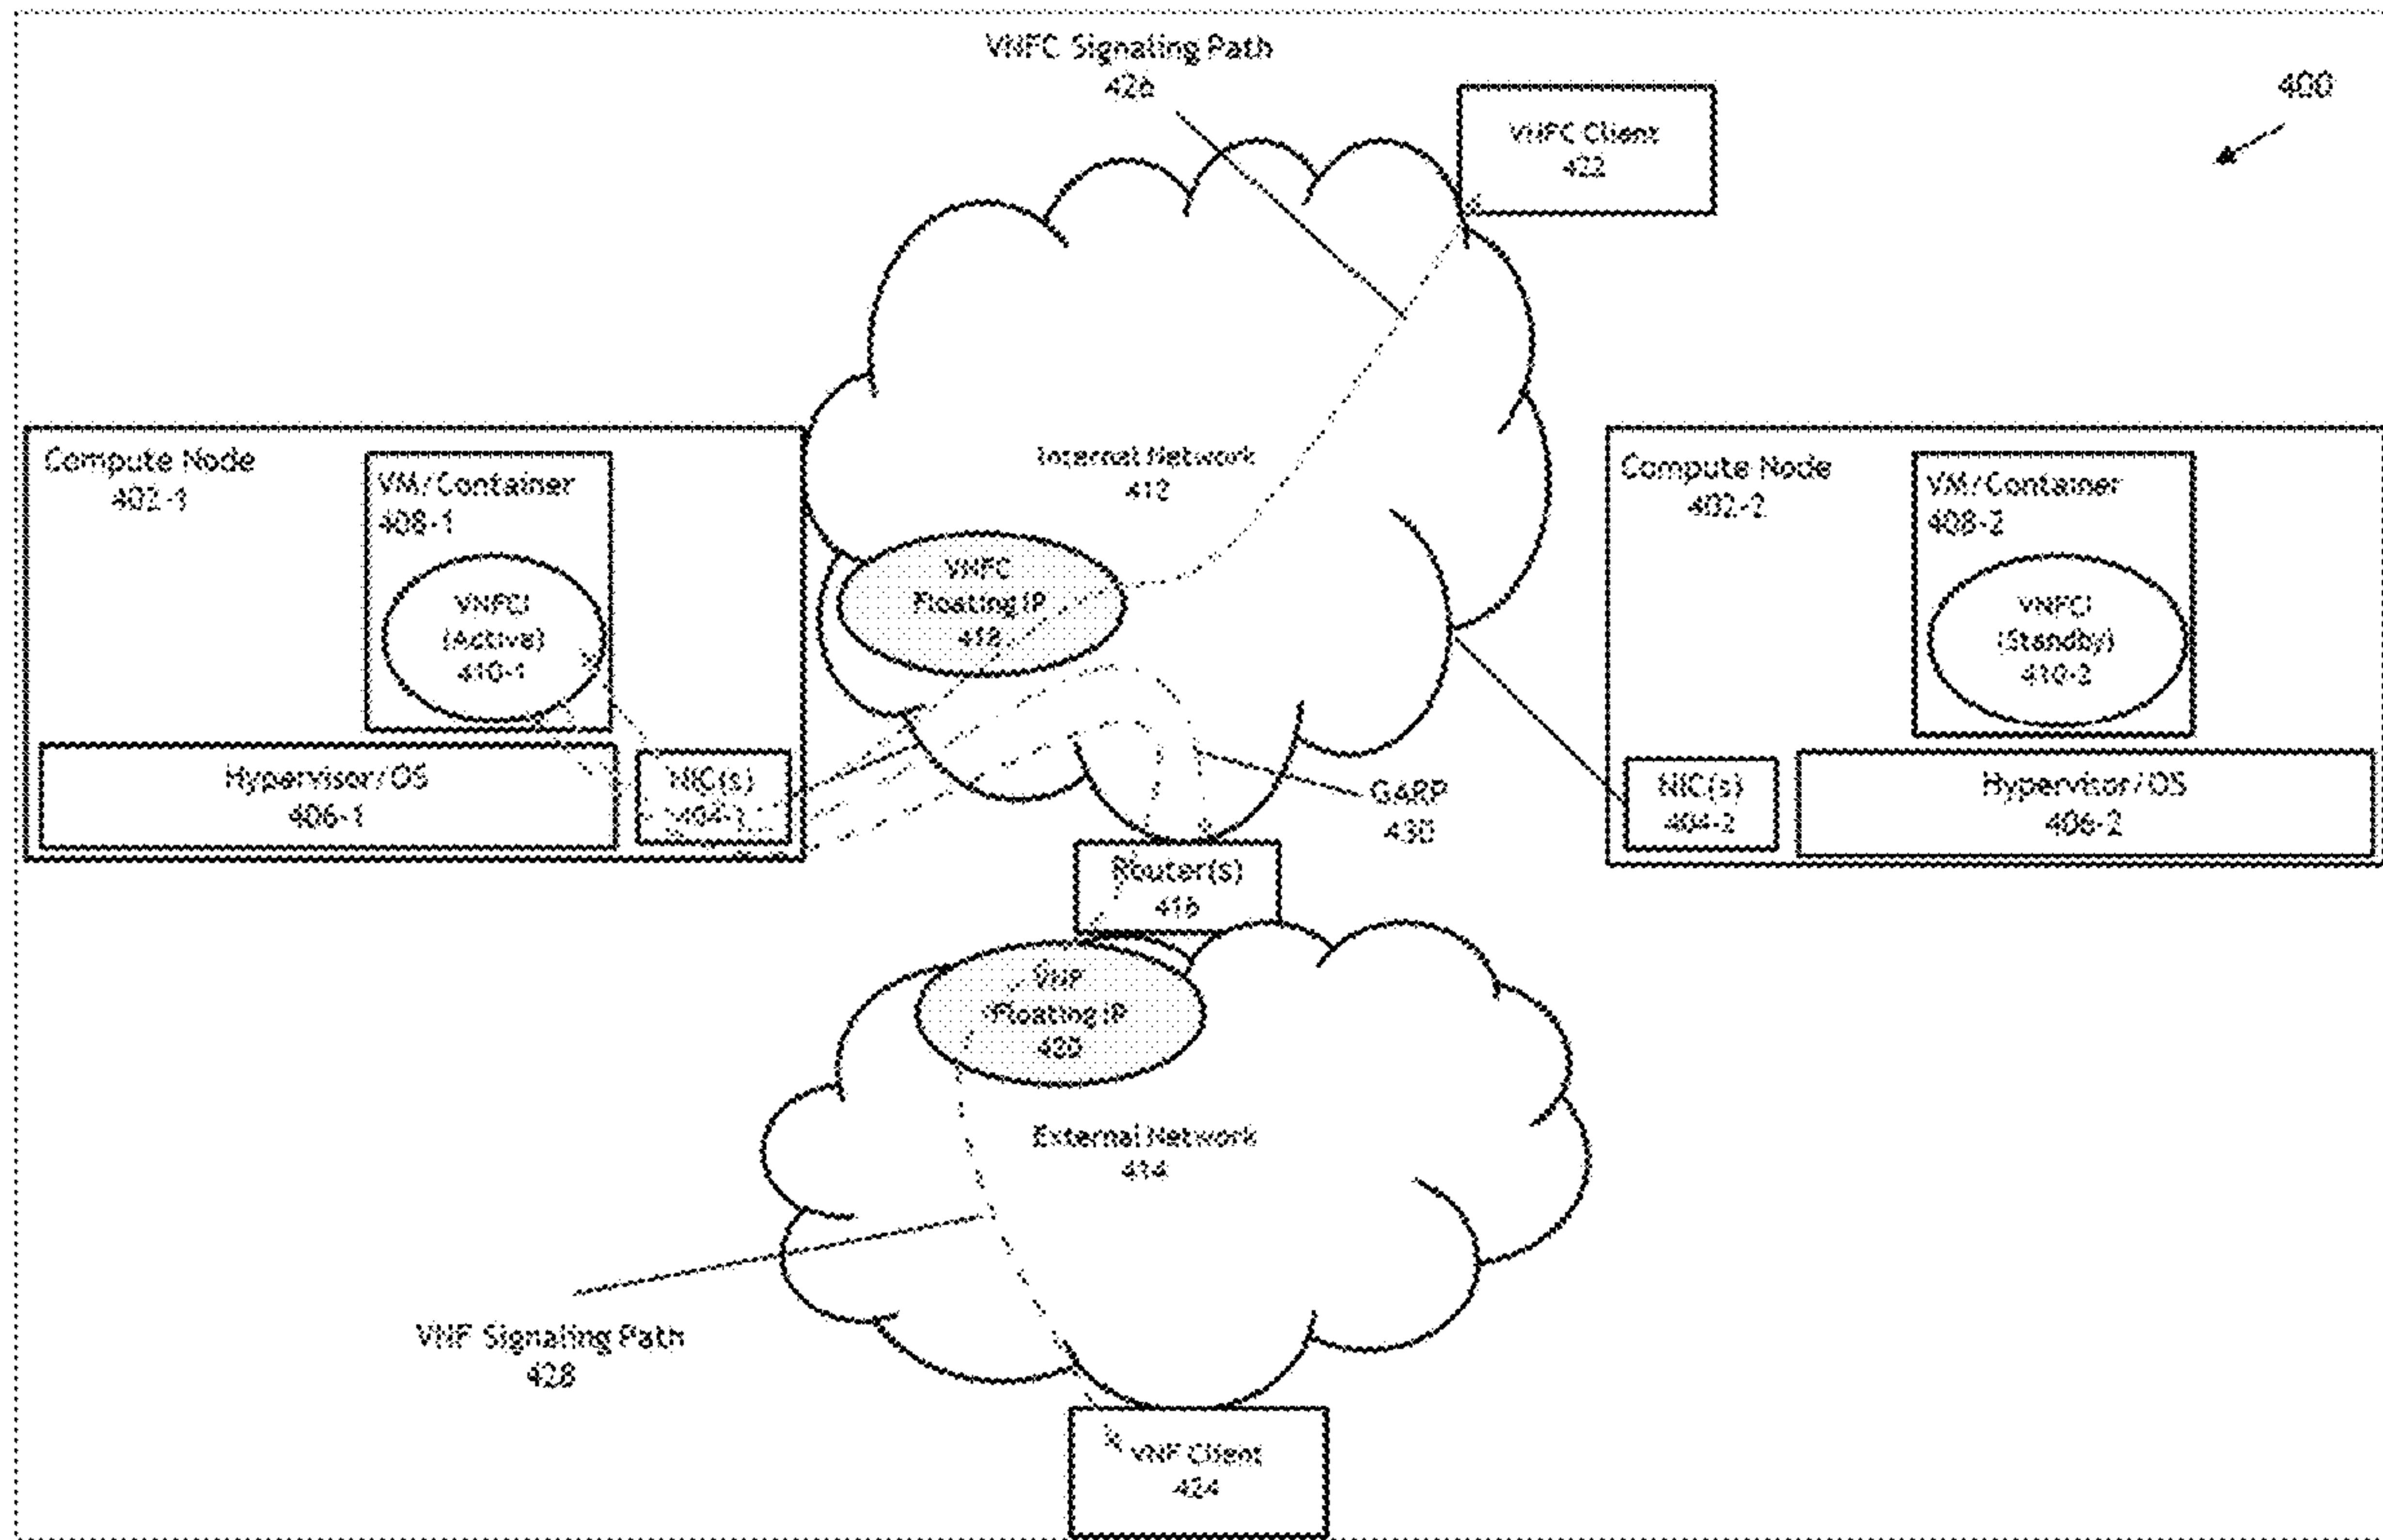 VNFC Signaling Path
426
400
VNFC Client
422
Internal Network
412
Compute Node
402-1
VM/Container
408-1
VNFCI
(Active)
410-1
Hypervisor/OS
406-1
NIC(s)
404-1
VNFC
Floating IP
418
Compute Node
402-2
VM/Container
408-2
VNFCI
(Standby)
410-2
NIC(s)
404-2
Hypervisor/OS
406-2
GARP
430
Router(s)
416
VNF
Floating IP
420
External Network
414
VNF Signaling Path
428
VNF Client
424